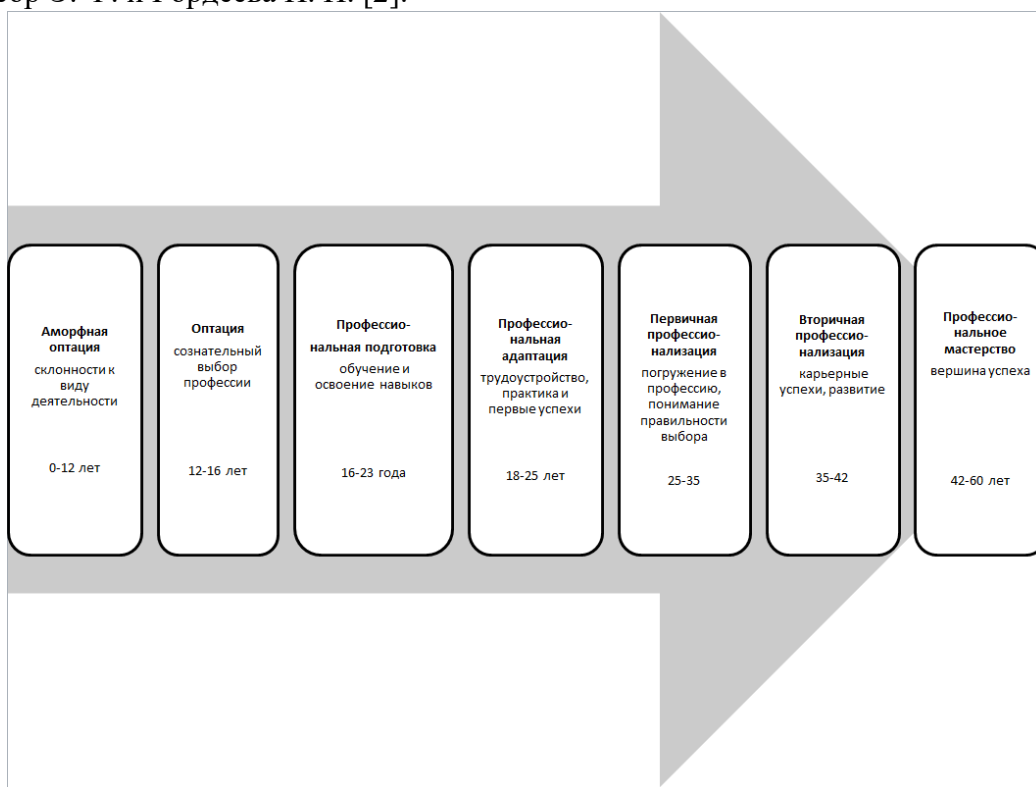 и Гордеева Н. Н. [2].
Аморфная
оптация
склонности к
виду
деятельности
0-12 лет
Оптация
сознательный
выбор
профессии
12-16 лет
Профессио-
нальная подготовка
обучение и
освоение навыков
16-23 года
Профессио-
нальная
адаптация
трудоустройство,
практика и
первые успехи
18-25 лет
Первичная
профессио-
нализация
погружение в
профессию,
понимание
правильности
выбора
25-35
Вторичная
профессио-
нализация
карьерные
успехи, развитие
35-42
Профессио-
нальное
мастерство
вершина успеха
42-60 лет